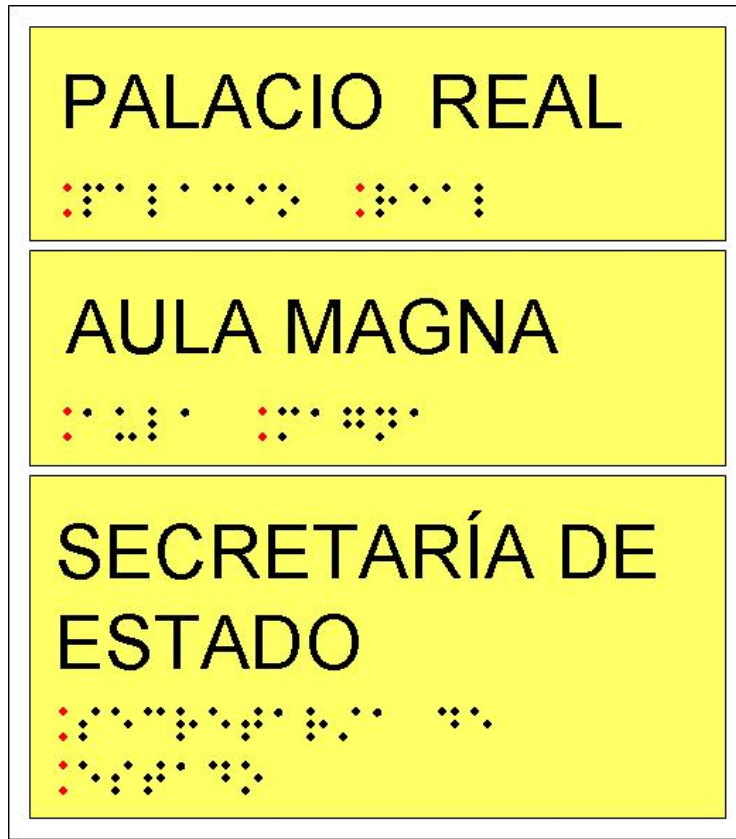 PALACIO REAL
⠨⠏⠁⠇⠁⠉⠊⠕ ⠨⠗⠑⠁⠇
AULA MAGNA
⠨⠁⠥⠇⠁ ⠨⠍⠁⠛⠝⠁
SECRETARÍA DE
ESTADO
⠨⠎⠑⠉⠗⠑⠞⠁⠗⠌⠁ ⠙⠑
⠨⠑⠎⠞⠁⠙⠕